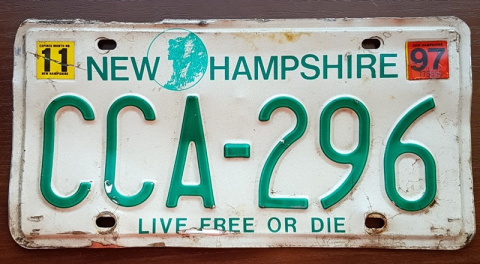 11 97
NEW HAMPSHIRE
CCA-296
LIVE FREE OR DIE